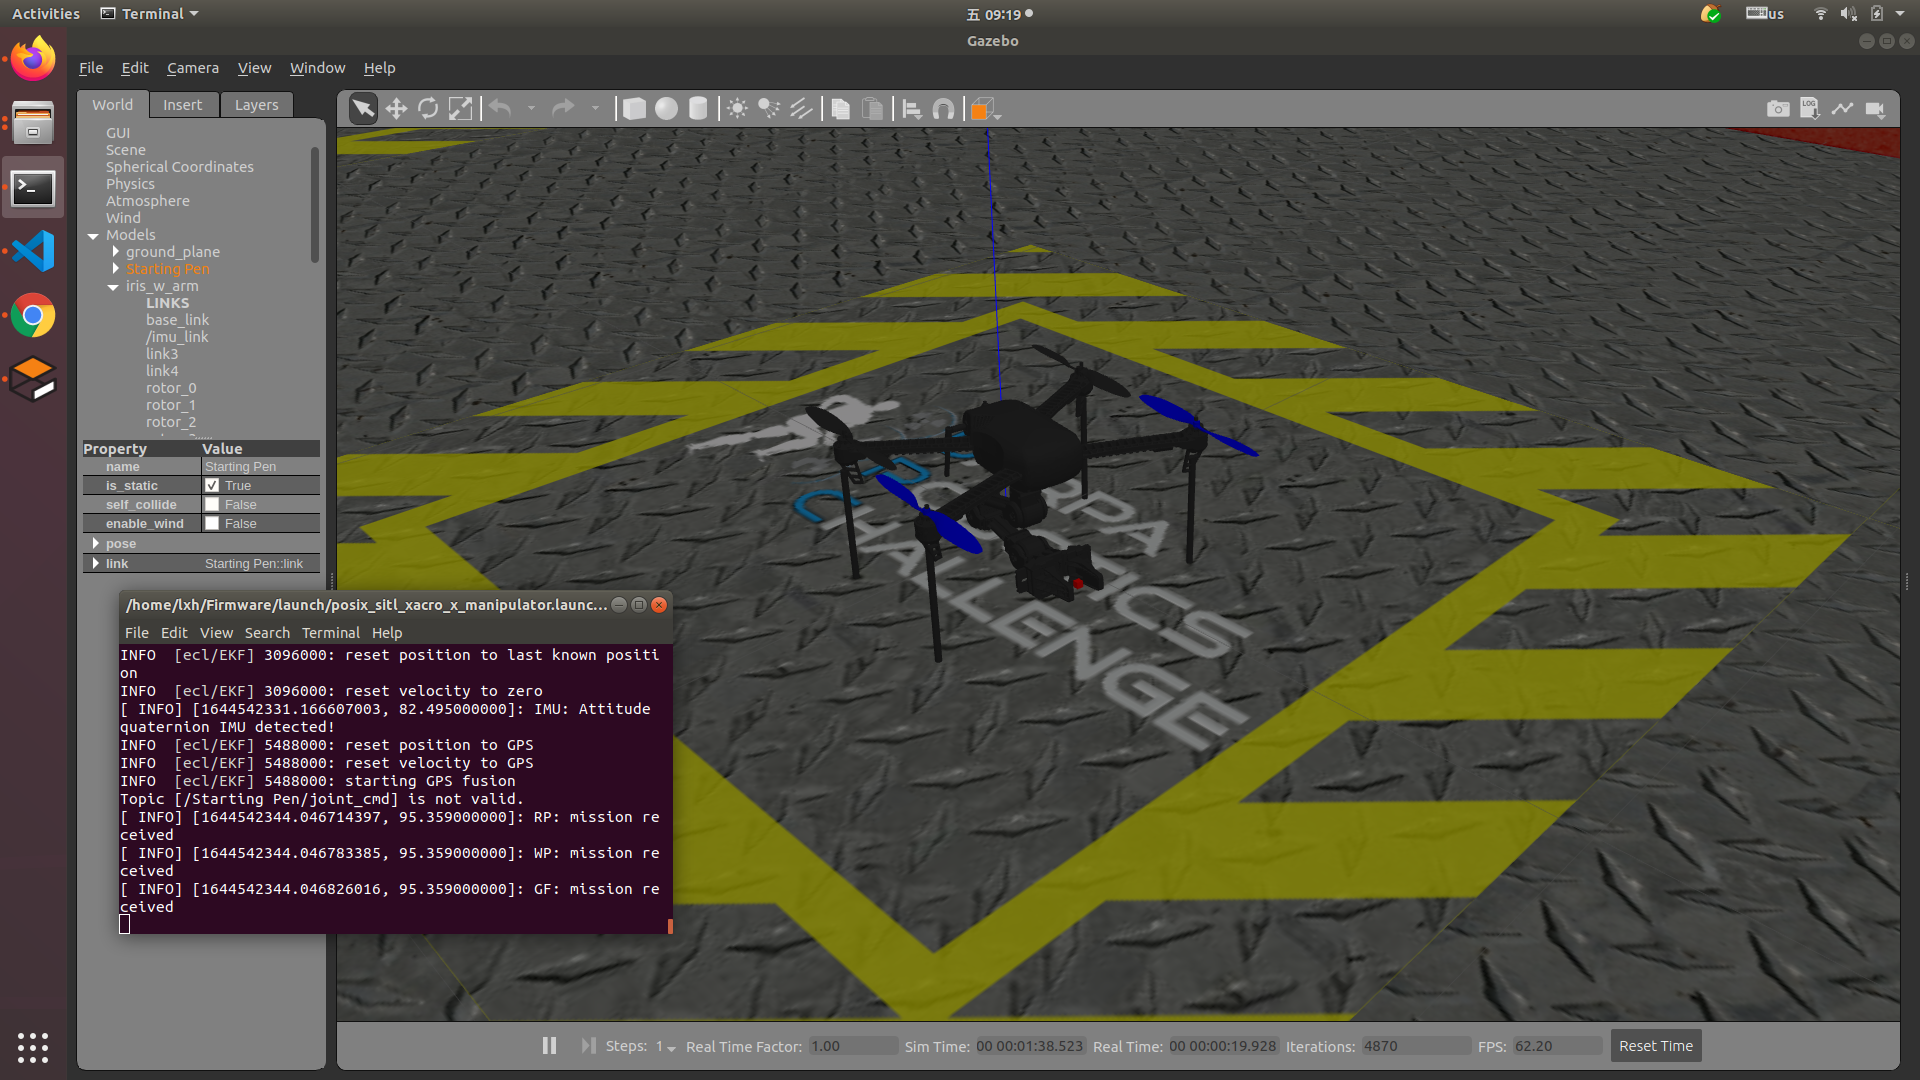 Activities
Terminal
五 09:19
us
Gazebo
File Edit Camera View Window Help
World Insert Layers
LOG
GUI
Scene
Spherical Coordinates
Physics
Atmosphere
Wind
Models
ground_plane
Starting Pen
iris_w_arm
LINKS
base_link
/imu_link
link3
link4
rotor_0
rotor_1
rotor_2
Property Value
name Starting Pen
is_static True
self_collide False
enable_wind False
pose
link Starting Pen::link
RPA
ROBOTICS
CHALLENGE
/home/lxh/Firmware/launch/posix_sitl_xacro_x_manipulator.launc...
File Edit View Search Terminal Help
INFO  [ecl/EKF] 3096000: reset position to last known positi
on
INFO  [ecl/EKF] 3096000: reset velocity to zero
[ INFO] [1644542331.166607003, 82.495000000]: IMU: Attitude
quaternion IMU detected!
INFO  [ecl/EKF] 5488000: reset position to GPS
INFO  [ecl/EKF] 5488000: reset velocity to GPS
INFO  [ecl/EKF] 5488000: starting GPS fusion
Topic [/Starting Pen/joint_cmd] is not valid.
[ INFO] [1644542344.046714397, 95.359000000]: RP: mission re
ceived
[ INFO] [1644542344.046783385, 95.359000000]: WP: mission re
ceived
[ INFO] [1644542344.046826016, 95.359000000]: GF: mission re
ceived
Steps: 1 Real Time Factor: 1.00 Sim Time: 00 00:01:38.523 Real Time: 00 00:00:19.928 Iterations: 4870 FPS: 62.20 Reset Time